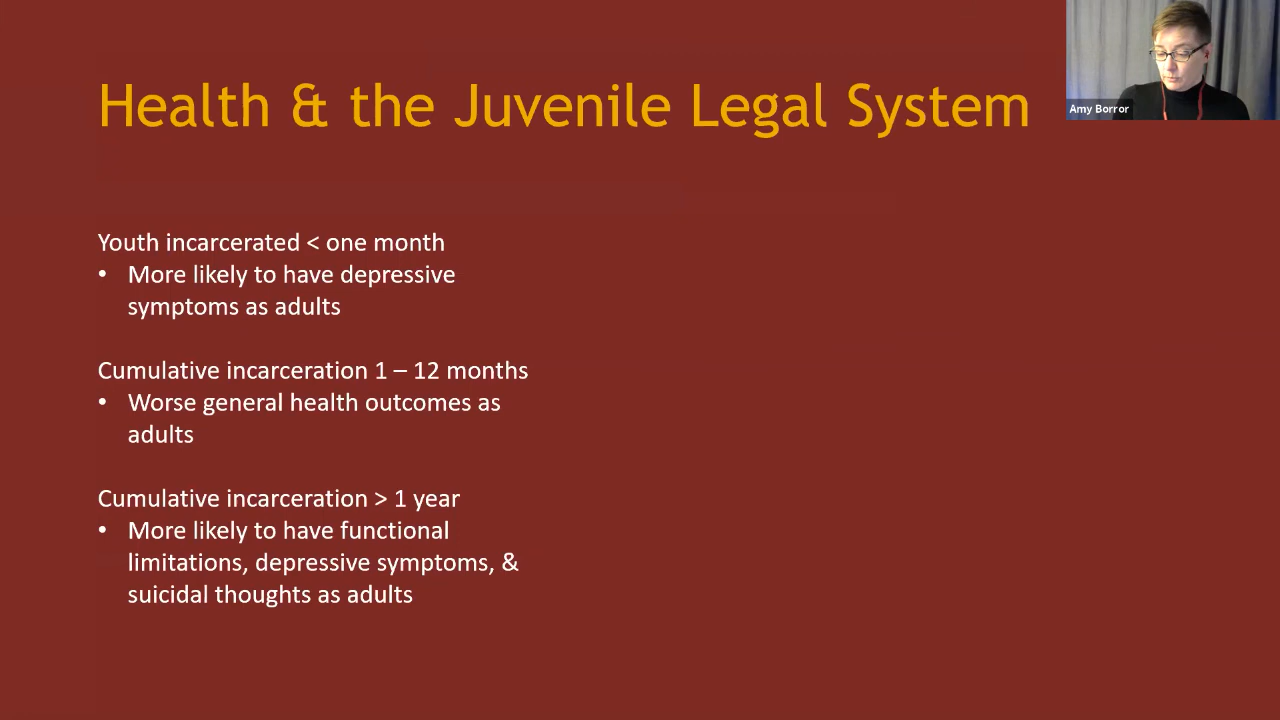 Health & the Juvenile Legal System
Amy Borror
Youth incarcerated < one month
• More likely to have depressive
symptoms as adults
Cumulative incarceration 1 – 12 months
• Worse general health outcomes as
adults
Cumulative incarceration > 1 year
• More likely to have functional
limitations, depressive symptoms, &
suicidal thoughts as adults